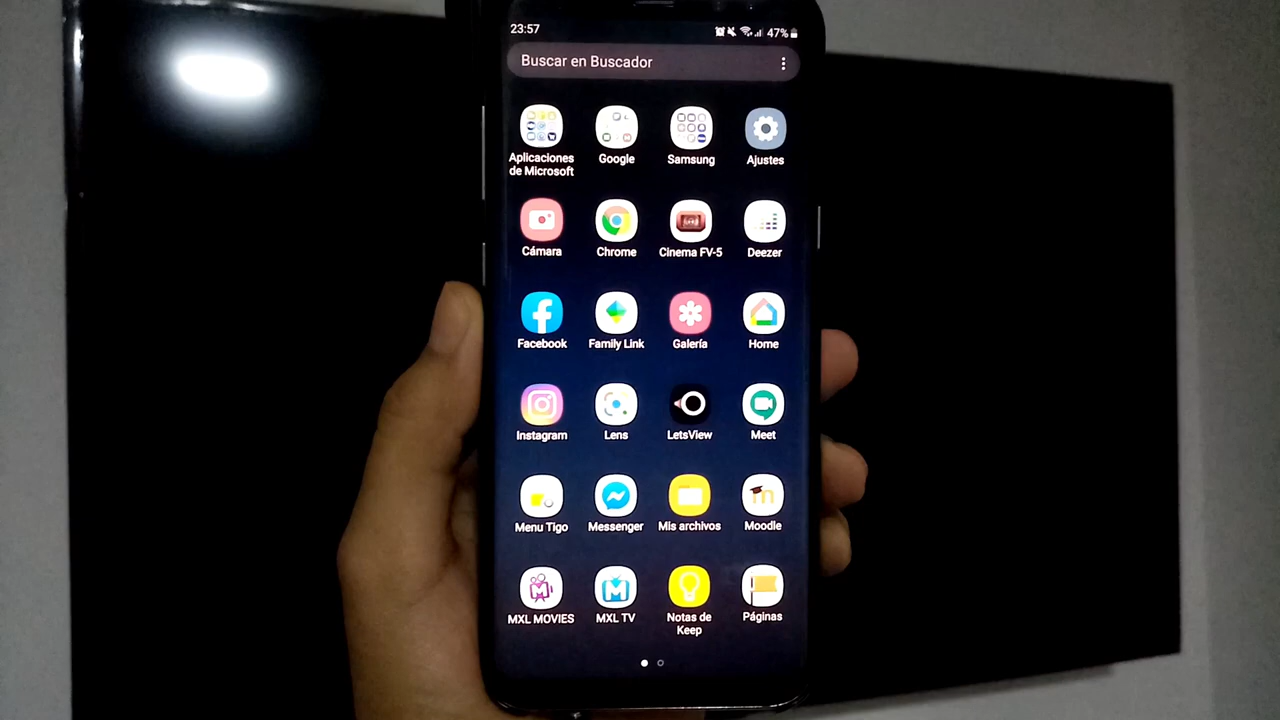 23:57
47%
Buscar en Buscador
Aplicaciones
de Microsoft
Google
Samsung
Ajustes
Cámara
Chrome
Cinema FV-5
Deezer
Facebook
Family Link
Galería
Home
Instagram
Lens
LetsView
Meet
Menu Tigo
Messenger
Mis archivos
Moodle
MXL MOVIES
MXL TV
Notas de
Keep
Páginas